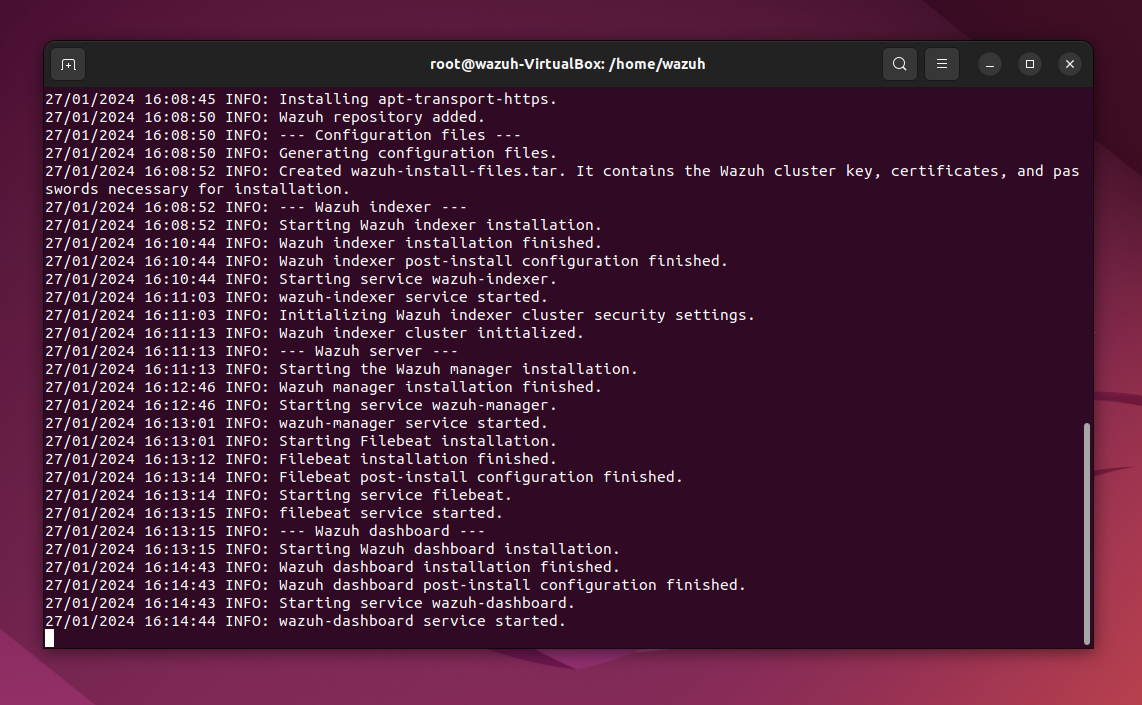 root@wazuh-VirtualBox: /home/wazuh
27/01/2024 16:08:45 INFO: Installing apt-transport-https.
27/01/2024 16:08:50 INFO: Wazuh repository added.
27/01/2024 16:08:50 INFO: --- Configuration files ---
27/01/2024 16:08:50 INFO: Generating configuration files.
27/01/2024 16:08:52 INFO: Created wazuh-install-files.tar. It contains the Wazuh cluster key, certificates, and pas
swords necessary for installation.
27/01/2024 16:08:52 INFO: --- Wazuh indexer ---
27/01/2024 16:08:52 INFO: Starting Wazuh indexer installation.
27/01/2024 16:10:44 INFO: Wazuh indexer installation finished.
27/01/2024 16:10:44 INFO: Wazuh indexer post-install configuration finished.
27/01/2024 16:10:44 INFO: Starting service wazuh-indexer.
27/01/2024 16:11:03 INFO: wazuh-indexer service started.
27/01/2024 16:11:03 INFO: Initializing Wazuh indexer cluster security settings.
27/01/2024 16:11:13 INFO: Wazuh indexer cluster initialized.
27/01/2024 16:11:13 INFO: --- Wazuh server ---
27/01/2024 16:11:13 INFO: Starting the Wazuh manager installation.
27/01/2024 16:12:46 INFO: Wazuh manager installation finished.
27/01/2024 16:12:46 INFO: Starting service wazuh-manager.
27/01/2024 16:13:01 INFO: wazuh-manager service started.
27/01/2024 16:13:01 INFO: Starting Filebeat installation.
27/01/2024 16:13:12 INFO: Filebeat installation finished.
27/01/2024 16:13:14 INFO: Filebeat post-install configuration finished.
27/01/2024 16:13:14 INFO: Starting service filebeat.
27/01/2024 16:13:15 INFO: filebeat service started.
27/01/2024 16:13:15 INFO: --- Wazuh dashboard ---
27/01/2024 16:13:15 INFO: Starting Wazuh dashboard installation.
27/01/2024 16:14:43 INFO: Wazuh dashboard installation finished.
27/01/2024 16:14:43 INFO: Wazuh dashboard post-install configuration finished.
27/01/2024 16:14:43 INFO: Starting service wazuh-dashboard.
27/01/2024 16:14:44 INFO: wazuh-dashboard service started.